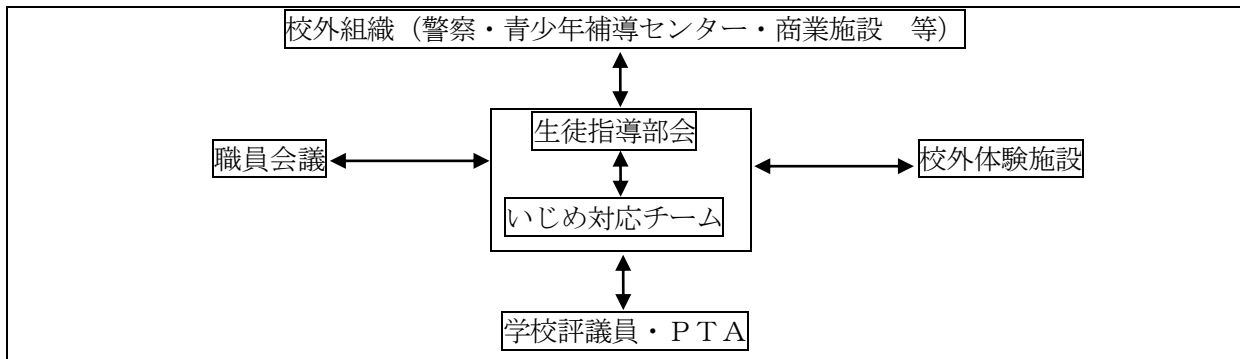 校外組織（警察・青少年補導センター・商業施設　等）
生徒指導部会
職員会議
校外体験施設
いじめ対応チーム
学校評議員・ＰＴＡ